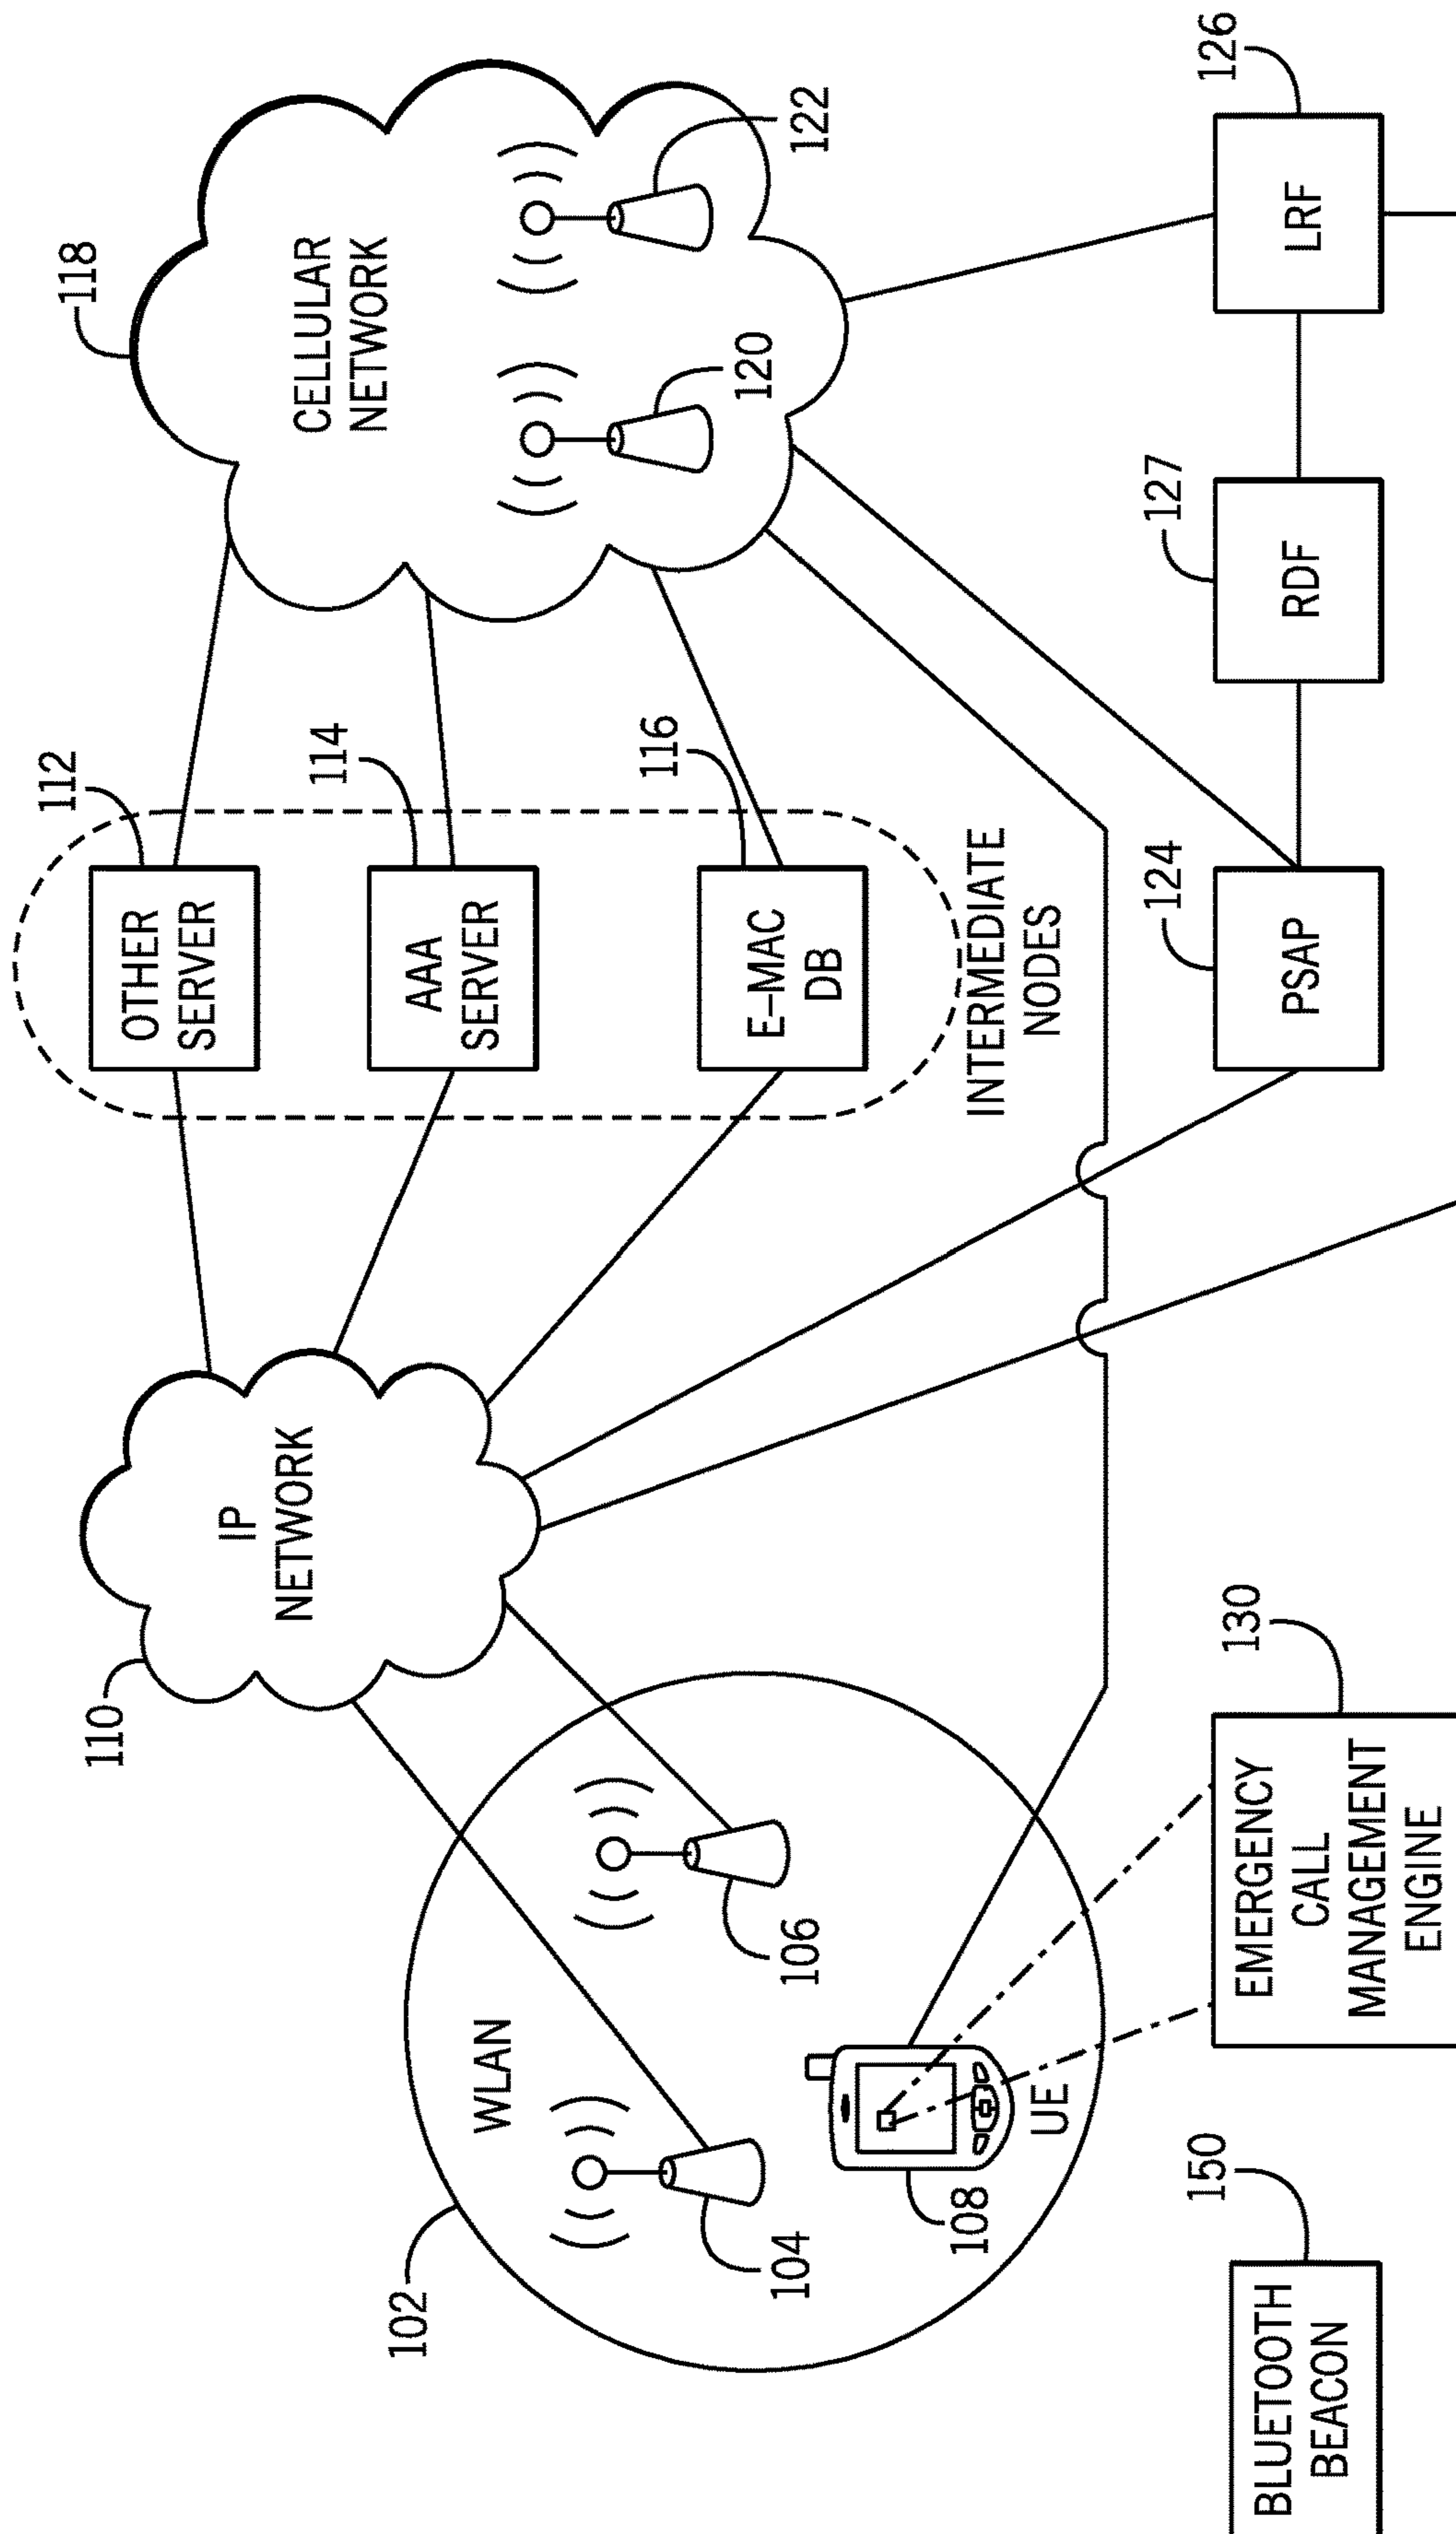 118
CELLULAR
NETWORK
122
120
126
LRF
127
RDF
124
PSAP
112
OTHER
SERVER
114
AAA
SERVER
116
E-MAC
DB
INTERMEDIATE
NODES
110
IP
NETWORK
102
WLAN
104
106
108
UE
130
EMERGENCY
CALL
MANAGEMENT
ENGINE
150
BLUETOOTH
BEACON